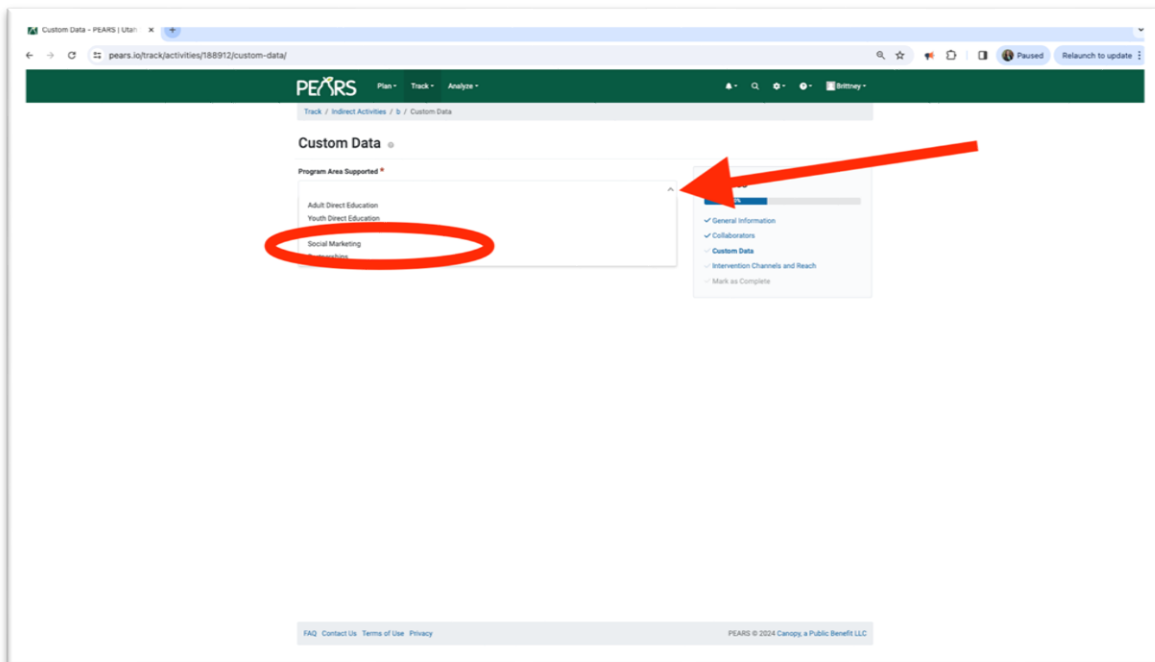 Custom Data - PEARS | Utah
pears.io/track/activities/188912/custom-data/
Paused
Relaunch to update
PEARS
Plan
Track
Analyze
Brittney
Track / Indirect Activities / b / Custom Data
Custom Data
Program Area Supported *
Adult Direct Education
Youth Direct Education
Social Marketing
Partnerships
General Information
Collaborators
Custom Data
Intervention Channels and Reach
Mark as Complete
FAQ Contact Us Terms of Use Privacy
PEARS © 2024 Canopy, a Public Benefit LLC